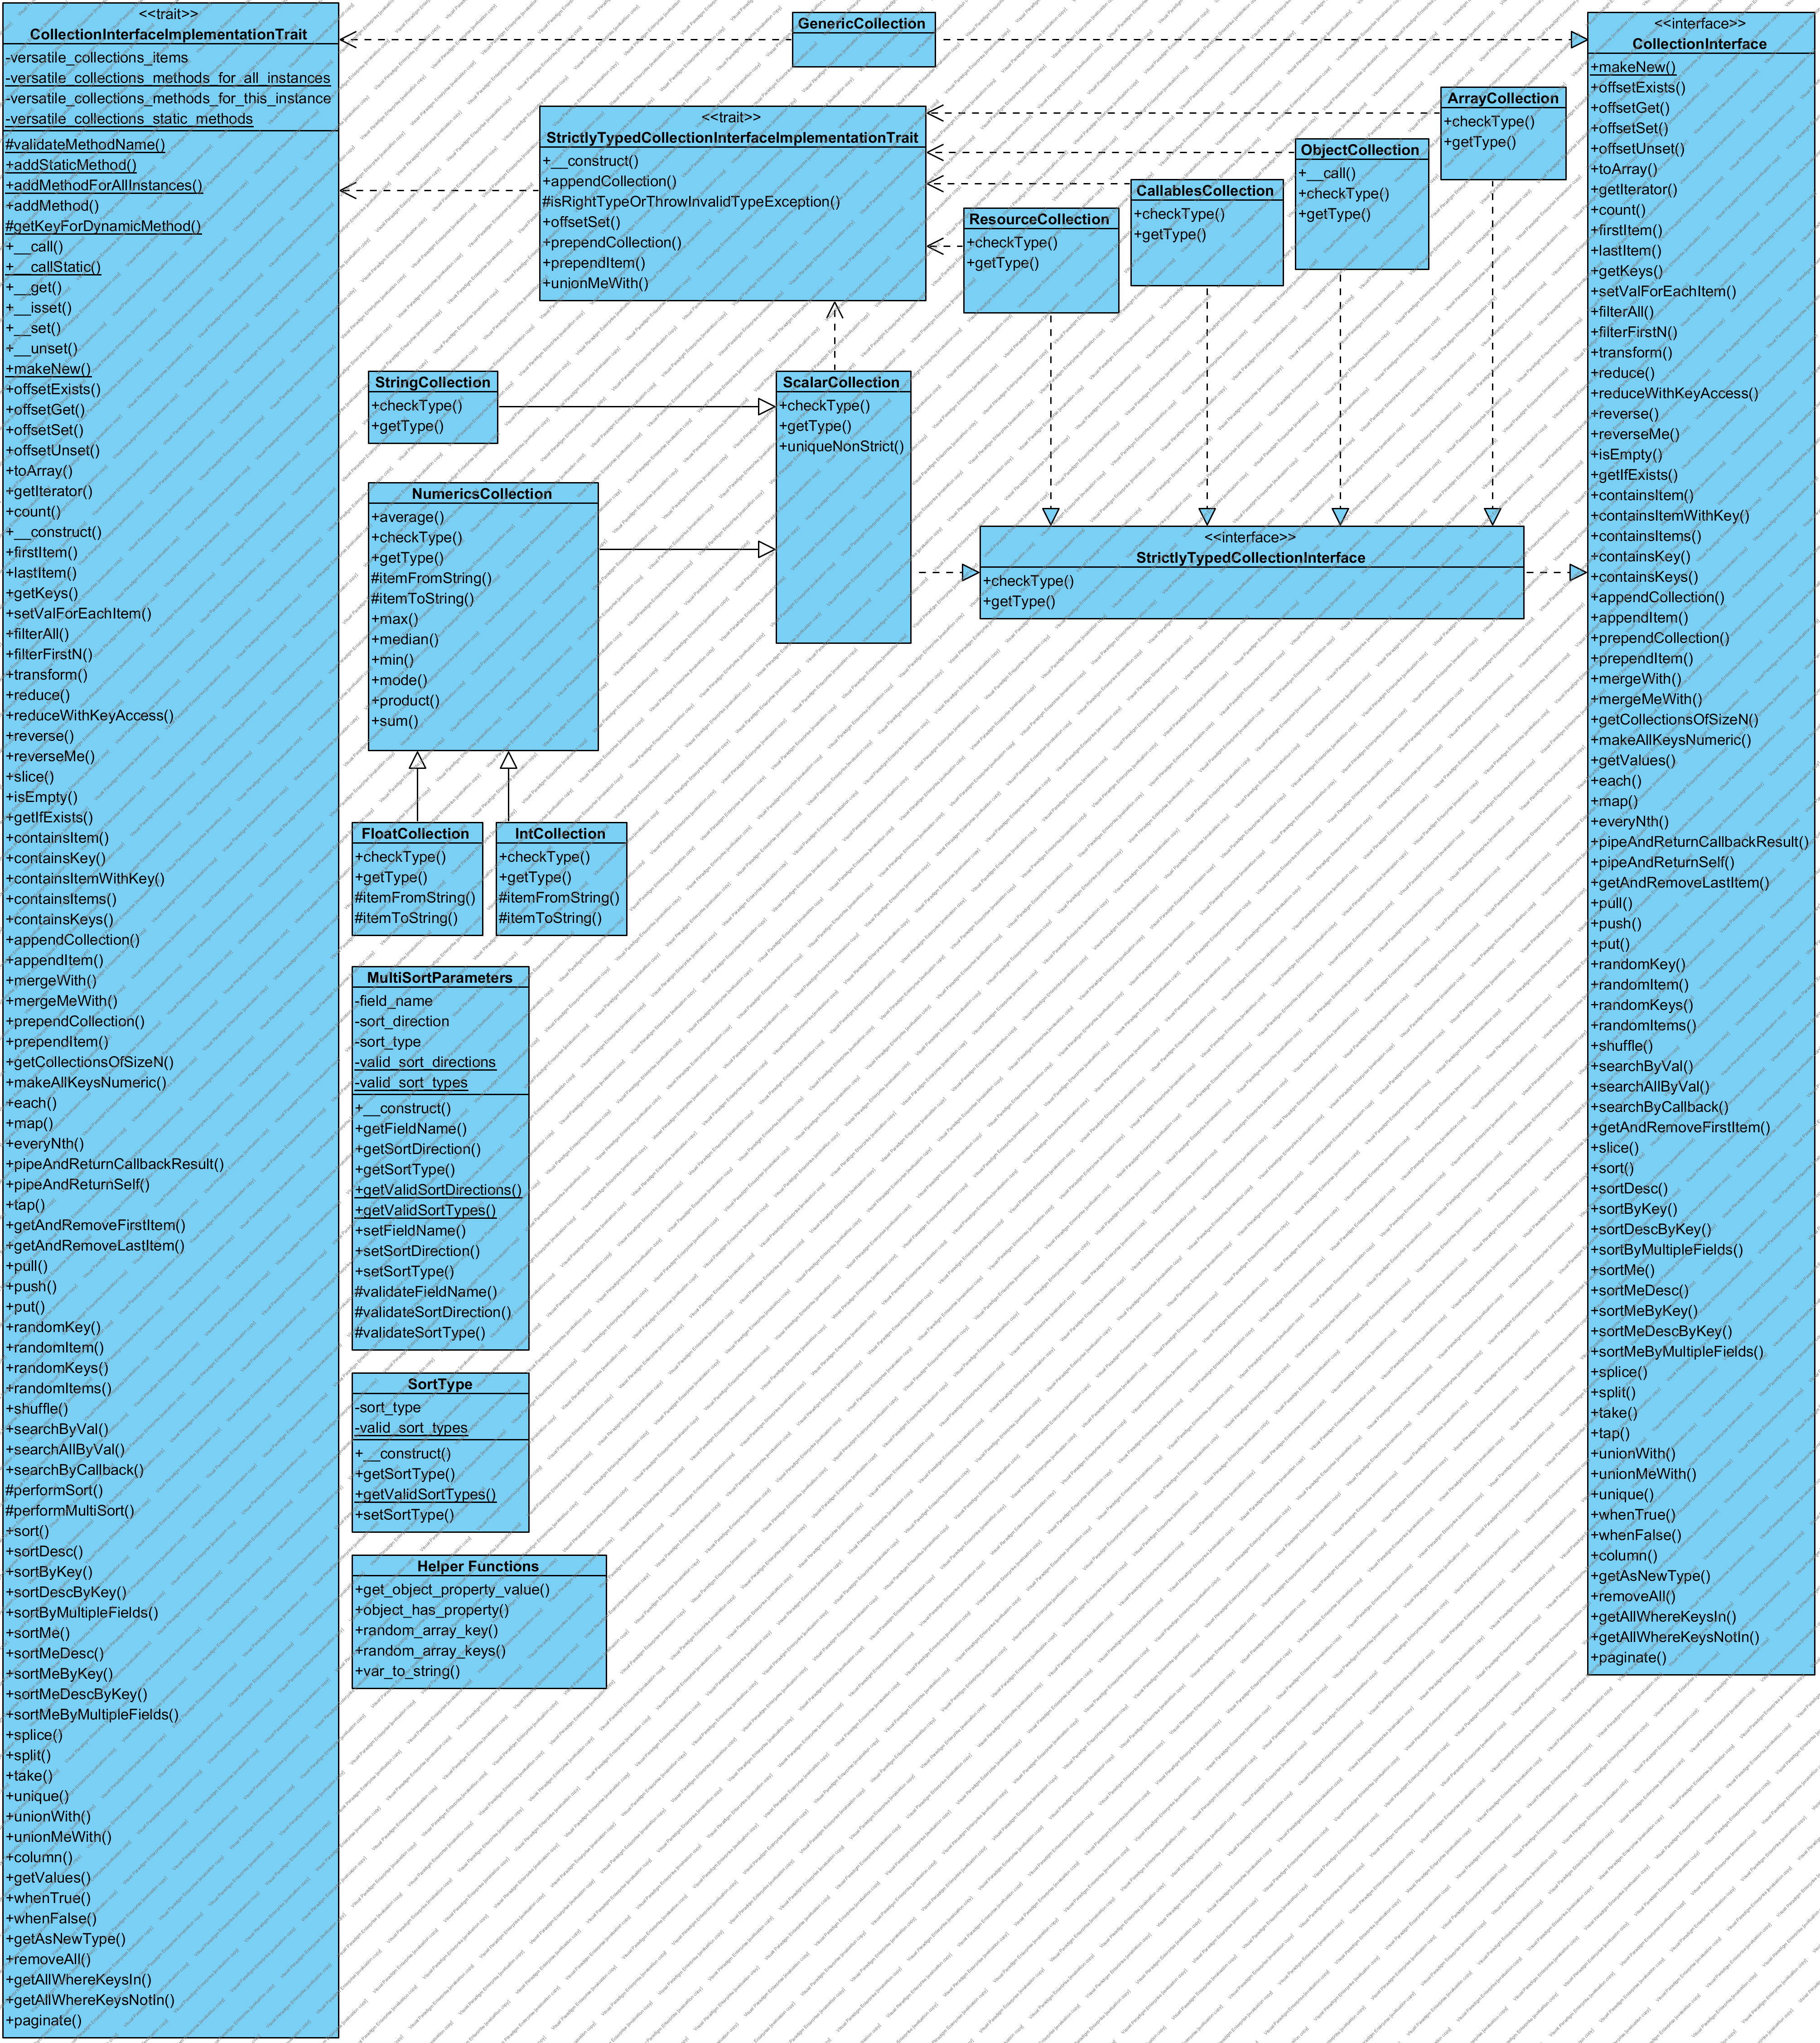 <<trait>>
CollectionInterfaceImplementationTrait
-versatile_collections_items
-versatile_collections_methods_for_all_instances
-versatile_collections_methods_for_this_instance
-versatile_collections_static_methods
#validateMethodName()
+addStaticMethod()
+addMethodForAllInstances()
+addMethod()
#getKeyForDynamicMethod()
+__call()
+__callStatic()
+__get()
+__isset()
+__set()
+__unset()
+makeNew()
+offsetExists()
+offsetGet()
+offsetSet()
+offsetUnset()
+toArray()
+getIterator()
+count()
+__construct()
+firstItem()
+lastItem()
+getKeys()
+setValForEachItem()
+filterAll()
+filterFirstN()
+transform()
+reduce()
+reduceWithKeyAccess()
+reverse()
+reverseMe()
+slice()
+isEmpty()
+getIfExists()
+containsItem()
+containsKey()
+containsItemWithKey()
+containsItems()
+containsKeys()
+appendCollection()
+appendItem()
+mergeWith()
+mergeMeWith()
+prependCollection()
+prependItem()
+getCollectionsOfSizeN()
+makeAllKeysNumeric()
+each()
+map()
+everyNth()
+pipeAndReturnCallbackResult()
+pipeAndReturnSelf()
+tap()
+getAndRemoveFirstItem()
+getAndRemoveLastItem()
+pull()
+push()
+put()
+randomKey()
+randomItem()
+randomKeys()
+randomItems()
+shuffle()
+searchByVal()
+searchAllByVal()
+searchByCallback()
#performSort()
#performMultiSort()
+sort()
+sortDesc()
+sortByKey()
+sortDescByKey()
+sortByMultipleFields()
+sortMe()
+sortMeDesc()
+sortMeByKey()
+sortMeDescByKey()
+sortMeByMultipleFields()
+splice()
+split()
+take()
+unique()
+unionWith()
+unionMeWith()
+column()
+getValues()
+whenTrue()
+whenFalse()
+getAsNewType()
+removeAll()
+getAllWhereKeysIn()
+getAllWhereKeysNotIn()
+paginate()
GenericCollection
<<trait>>
StrictlyTypedCollectionInterfaceImplementationTrait
+__construct()
+appendCollection()
#isRightTypeOrThrowInvalidTypeException()
+offsetSet()
+prependCollection()
+prependItem()
+unionMeWith()
ResourceCollection
+checkType()
+getType()
CallablesCollection
+checkType()
+getType()
ObjectCollection
+__call()
+checkType()
+getType()
ArrayCollection
+checkType()
+getType()
StringCollection
+checkType()
+getType()
ScalarCollection
+checkType()
+getType()
+uniqueNonStrict()
NumericsCollection
+average()
+checkType()
+getType()
#itemFromString()
#itemToString()
+max()
+median()
+min()
+mode()
+product()
+sum()
<<interface>>
StrictlyTypedCollectionInterface
+checkType()
+getType()
FloatCollection
+checkType()
+getType()
#itemFromString()
#itemToString()
IntCollection
+checkType()
+getType()
#itemFromString()
#itemToString()
MultiSortParameters
-field_name
-sort_direction
-sort_type
-valid_sort_directions
-valid_sort_types
+__construct()
+getFieldName()
+getSortDirection()
+getSortType()
+getValidSortDirections()
+getValidSortTypes()
+setFieldName()
+setSortDirection()
+setSortType()
#validateFieldName()
#validateSortDirection()
#validateSortType()
SortType
-sort_type
-valid_sort_types
+__construct()
+getSortType()
+getValidSortTypes()
+setSortType()
Helper Functions
+get_object_property_value()
+object_has_property()
+random_array_key()
+random_array_keys()
+var_to_string()
<<interface>>
CollectionInterface
+makeNew()
+offsetExists()
+offsetGet()
+offsetSet()
+offsetUnset()
+toArray()
+getIterator()
+count()
+firstItem()
+lastItem()
+getKeys()
+setValForEachItem()
+filterAll()
+filterFirstN()
+transform()
+reduce()
+reduceWithKeyAccess()
+reverse()
+reverseMe()
+isEmpty()
+getIfExists()
+containsItem()
+containsItemWithKey()
+containsItems()
+containsKey()
+containsKeys()
+appendCollection()
+appendItem()
+prependCollection()
+prependItem()
+mergeWith()
+mergeMeWith()
+getCollectionsOfSizeN()
+makeAllKeysNumeric()
+getValues()
+each()
+map()
+everyNth()
+pipeAndReturnCallbackResult()
+pipeAndReturnSelf()
+getAndRemoveLastItem()
+pull()
+push()
+put()
+randomKey()
+randomItem()
+randomKeys()
+randomItems()
+shuffle()
+searchByVal()
+searchAllByVal()
+searchByCallback()
+getAndRemoveFirstItem()
+slice()
+sort()
+sortDesc()
+sortByKey()
+sortDescByKey()
+sortByMultipleFields()
+sortMe()
+sortMeDesc()
+sortMeByKey()
+sortMeDescByKey()
+sortMeByMultipleFields()
+splice()
+split()
+take()
+tap()
+unionWith()
+unionMeWith()
+unique()
+whenTrue()
+whenFalse()
+column()
+getAsNewType()
+removeAll()
+getAllWhereKeysIn()
+getAllWhereKeysNotIn()
+paginate()